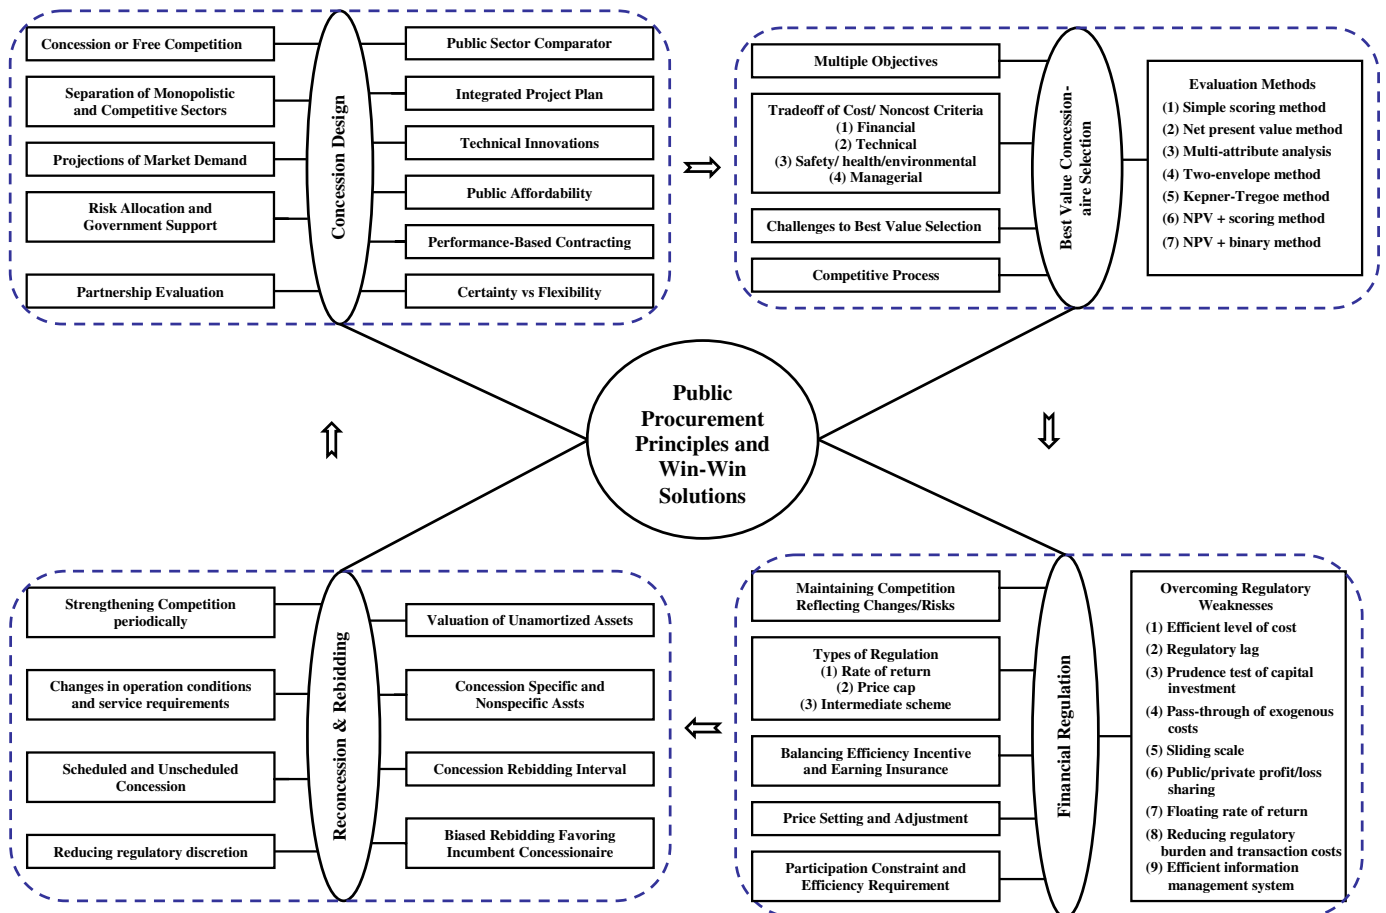 Concession or Free Competition
Separation of Monopolistic
and Competitive Sectors
Projections of Market Demand
Risk Allocation and
Government Support
Partnership Evaluation
Concession Design
Public Sector Comparator
Integrated Project Plan
Technical Innovations
Public Affordability
Performance-Based Contracting
Certainty vs Flexibility
Multiple Objectives
Tradeoff of Cost/ Noncost Criteria
(1) Financial
(2) Technical
(3) Safety/ health/environmental
(4) Managerial
Challenges to Best Value Selection
Competitive Process
Best Value Concession-
aire Selection
Evaluation Methods
(1) Simple scoring method
(2) Net present value method
(3) Multi-attribute analysis
(4) Two-envelope method
(5) Kepner-Tregoe method
(6) NPV + scoring method
(7) NPV + binary method
Public
Procurement
Principles and
Win-Win
Solutions
Strengthening Competition
periodically
Changes in operation conditions
and service requirements
Scheduled and Unscheduled
Concession
Reducing regulatory discretion
Reconcession & Rebidding
Valuation of Unamortized Assets
Concession Specific and
Nonspecific Assts
Concession Rebidding Interval
Biased Rebidding Favoring
Incumbent Concessionaire
Maintaining Competition
Reflecting Changes/Risks
Types of Regulation
(1) Rate of return
(2) Price cap
(3) Intermediate scheme
Balancing Efficiency Incentive
and Earning Insurance
Price Setting and Adjustment
Participation Constraint and
Efficiency Requirement
Financial Regulation
Overcoming Regulatory
Weaknesses
(1) Efficient level of cost
(2) Regulatory lag
(3) Prudence test of capital
investment
(4) Pass-through of exogenous
costs
(5) Sliding scale
(6) Public/private profit/loss
sharing
(7) Floating rate of return
(8) Reducing regulatory
burden and transaction costs
(9) Efficient information
management system